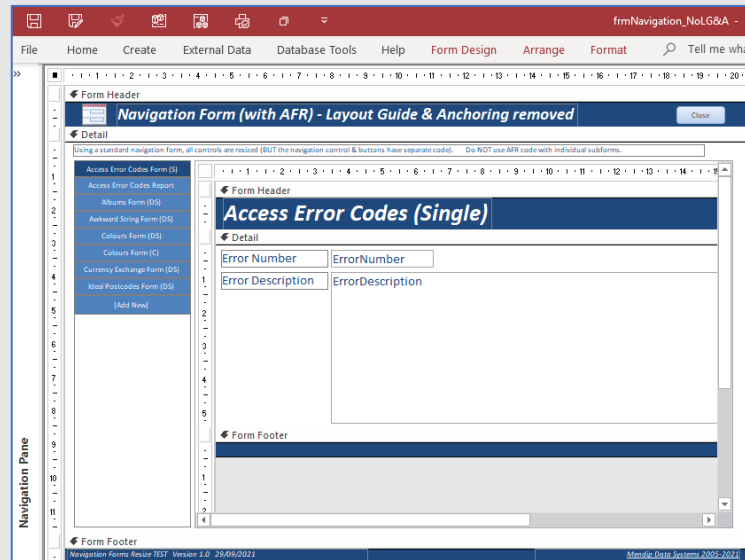 frmNavigation_NoLG&A -
File Home Create External Data Database Tools Help Form Design Arrange Format Tell me wha
Form Header
Navigation Form (with AFR) - Layout Guide & Anchoring removed Close
Detail
Using a standard navigation form, all controls are resized (BUT the navigation control & buttons have separate code). Do NOT use AFR code with individual subforms.
Access Error Codes Form (S)
Access Error Codes Report
Albums Form (DS)
Awkward String Form (DS)
Colours Form (DS)
Colours Form (C)
Currency Exchange Form (DS)
Ideal Postcodes Form (DS)
[Add New]
Form Header
Access Error Codes (Single)
Detail
Error Number ErrorNumber
Error Description ErrorDescription
Form Footer
Navigation Pane
Form Footer
Navigation Forms Resize TEST Version 1.0 29/09/2021 Mendip Data Systems 2005-2021